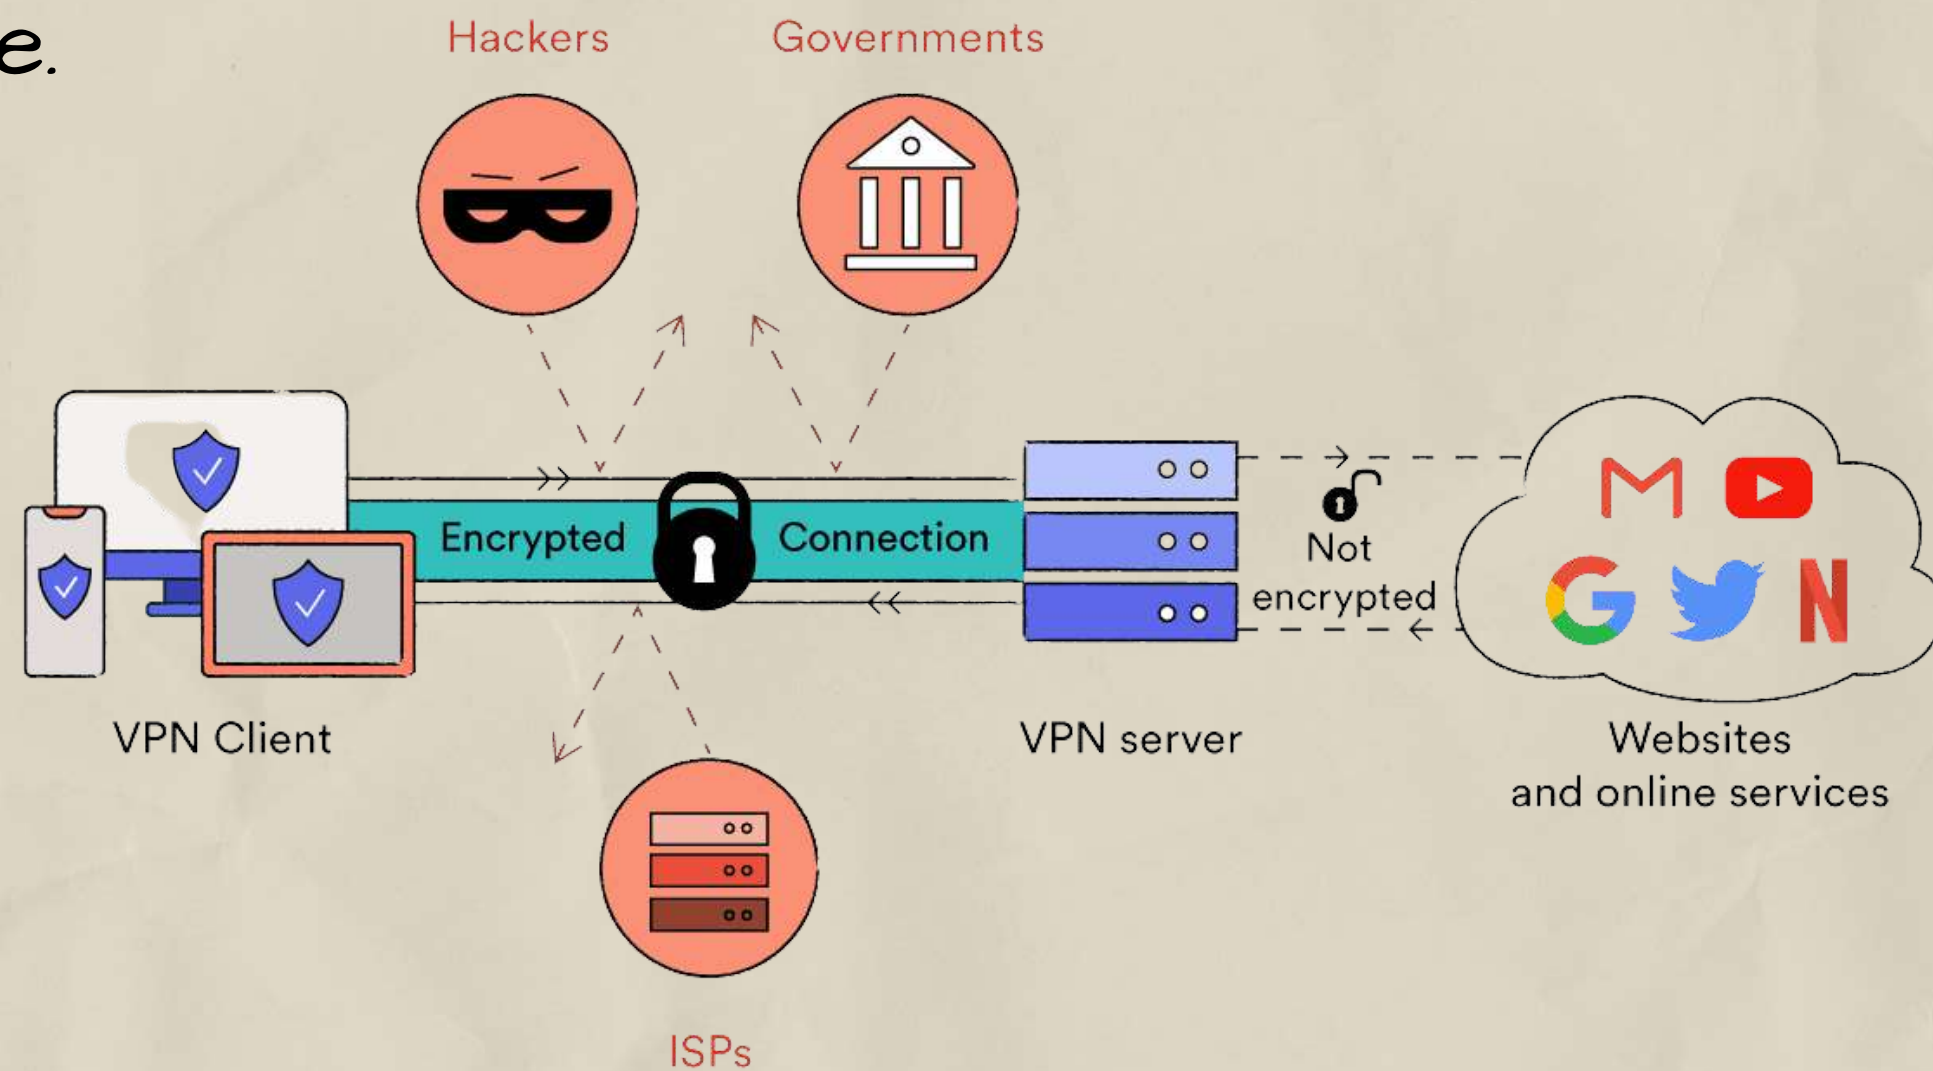 e.
Hackers
Governments
Encrypted Connection
Not
encrypted
VPN Client
VPN server
Websites
and online services
ISPs